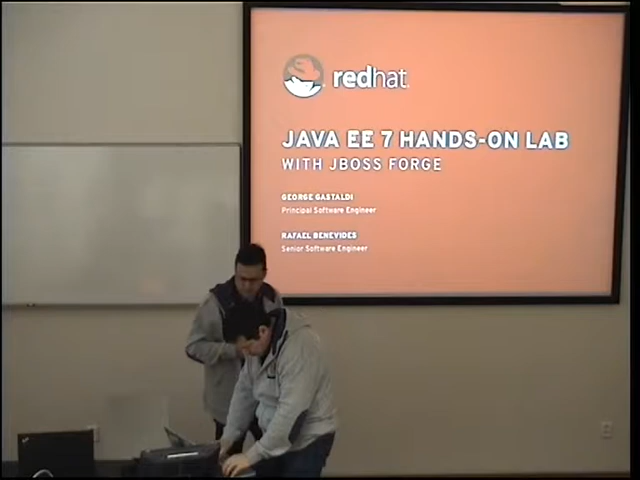 redhat.
JAVA EE 7 HANDS-ON LAB
WITH JBOSS FORGE
GEORGE GASTALDI
Principal Software Engineer
RAFAEL BENEVIDES
Senior Software Engineer